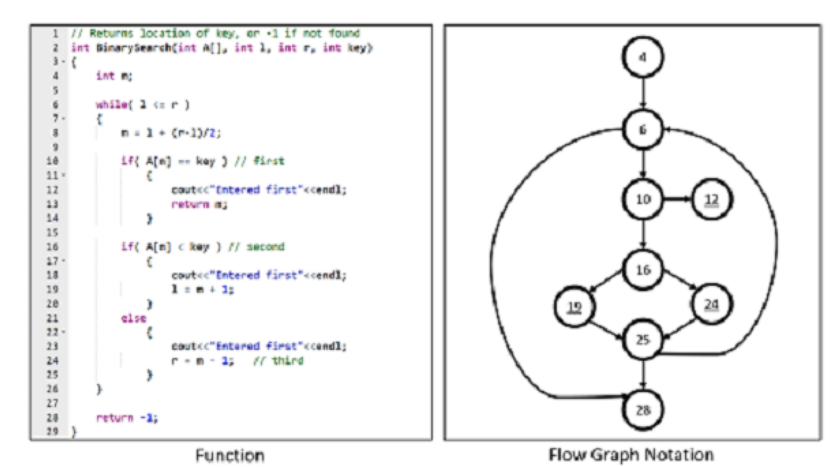 1 // Returns location of key, or -1 if not found
2 int BinarySearch(int A[], int l, int r, int key)
3 {
4 int m;
5
6 while( l <= r )
7 {
8 m = l + (r-l)/2;
9
10 if( A[m] == key ) // first
11 {
12 cout<<"Entered first"<<endl;
13 return m;
14 }
15
16 if( A[m] < key ) // second
17 {
18 cout<<"Entered first"<<endl;
19 l = m + 1;
20 }
21 else
22 {
23 cout<<"Entered first"<<endl;
24 r = m - 1; // third
25 }
26 }
27
28 return -1;
29 }
Function
4
6
10 12
16
19 24
25
28
Flow Graph Notation